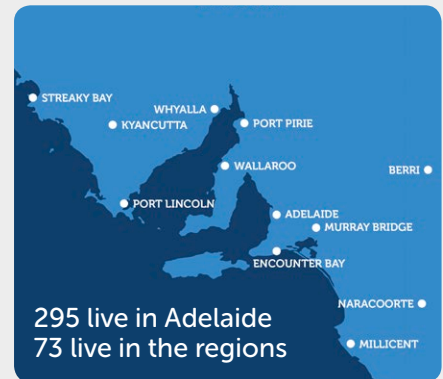 STREAKY BAY
WHYALLA
KYANCUTTA
PORT PIRIE
WALLAROO
BERRI
PORT LINCOLN
ADELAIDE
MURRAY BRIDGE
ENCOUNTER BAY
NARACOORTE
295 live in Adelaide
73 live in the regions
MILLICENT